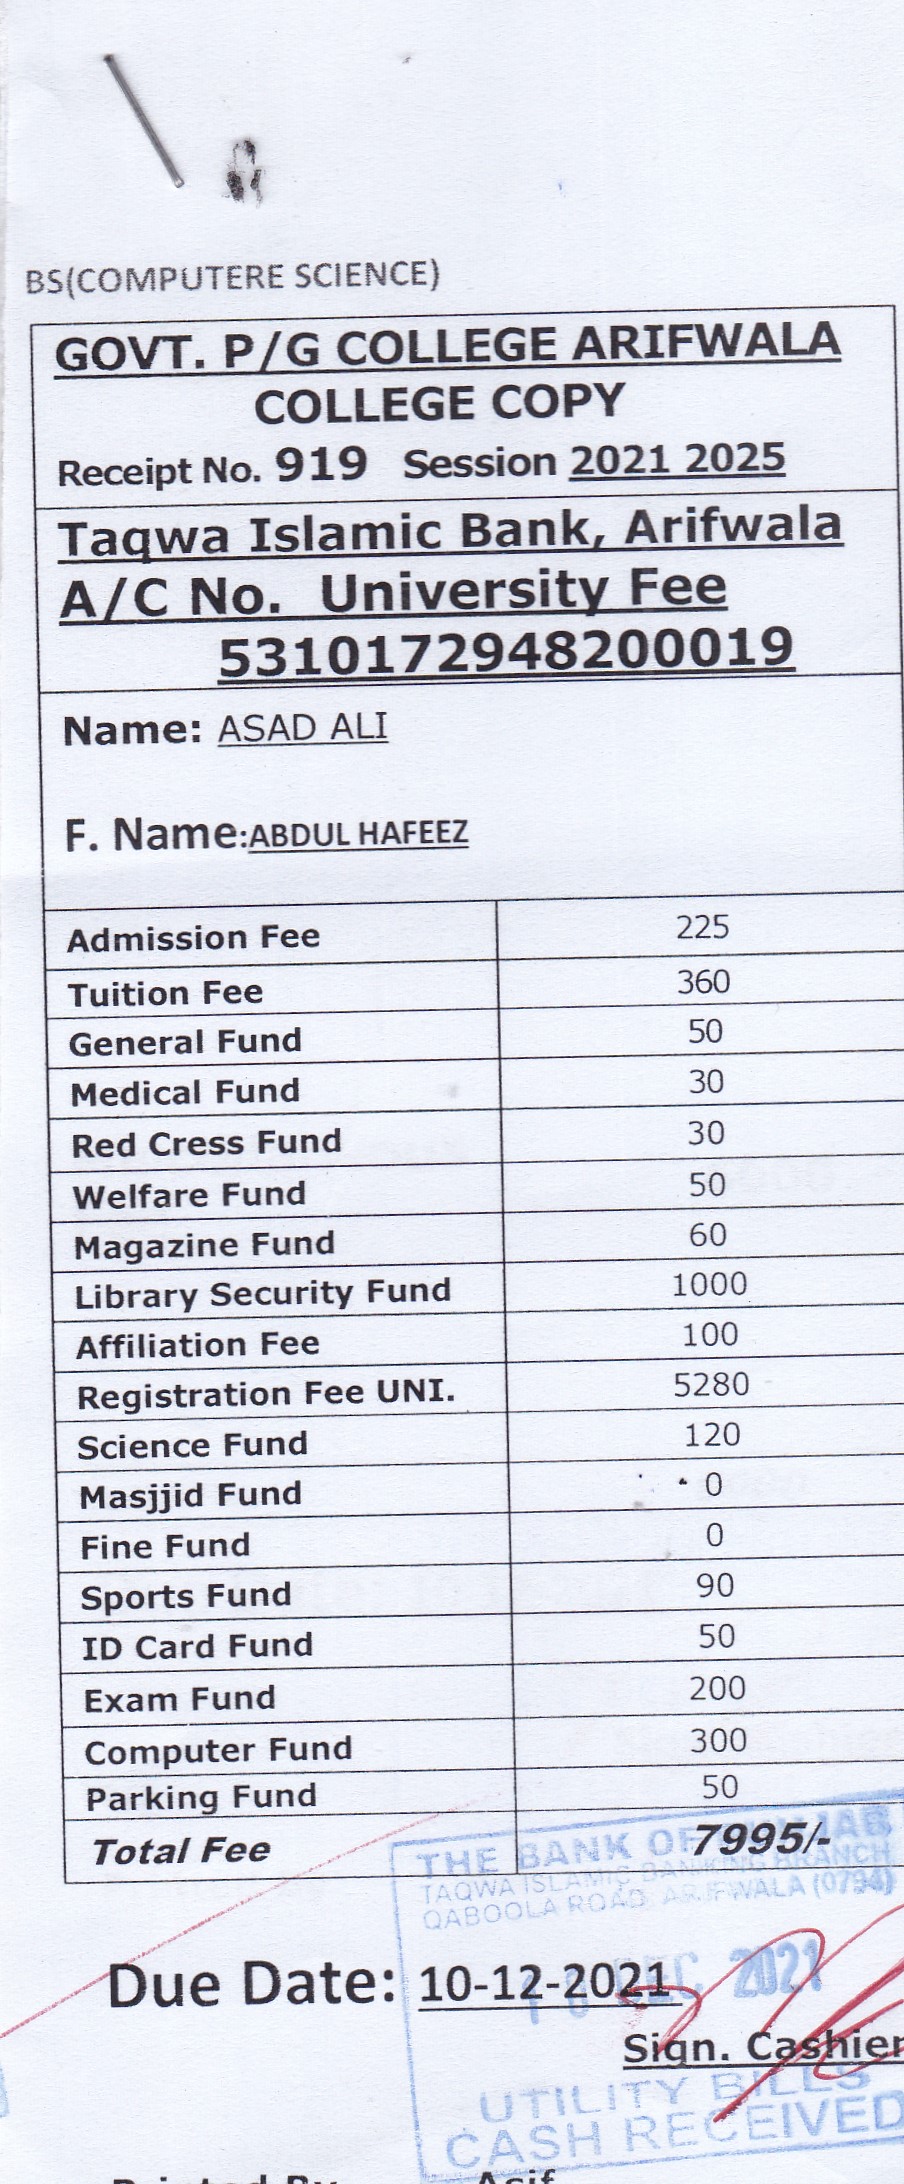 BS(COMPUTERE SCIENCE)
GOVT. P/G COLLEGE ARIFWALA
COLLEGE COPY
Receipt No. 919 Session 2021 2025
Taqwa Islamic Bank, Arifwala
A/C No. University Fee
5310172948200019
Name: ASAD ALI
F. Name:ABDUL HAFEEZ
Admission Fee 225
Tuition Fee 360
General Fund 50
Medical Fund 30
Red Cress Fund 30
Welfare Fund 50
Magazine Fund 60
Library Security Fund 1000
Affiliation Fee 100
Registration Fee UNI. 5280
Science Fund 120
Masjjid Fund 0
Fine Fund 0
Sports Fund 90
ID Card Fund 50
Exam Fund 200
Computer Fund 300
Parking Fund 50
Total Fee 7995/-
THE BANK OF PUNJAB
TAQWA ISLAMIC BANKING BRANCH
QABOOLA ROAD ARIFWALA (0794)
Due Date: 10-12-2021
DEC 2021
Sign. Cashier
UTILITY BILLS
CASH RECEIVED
Printed By Asif